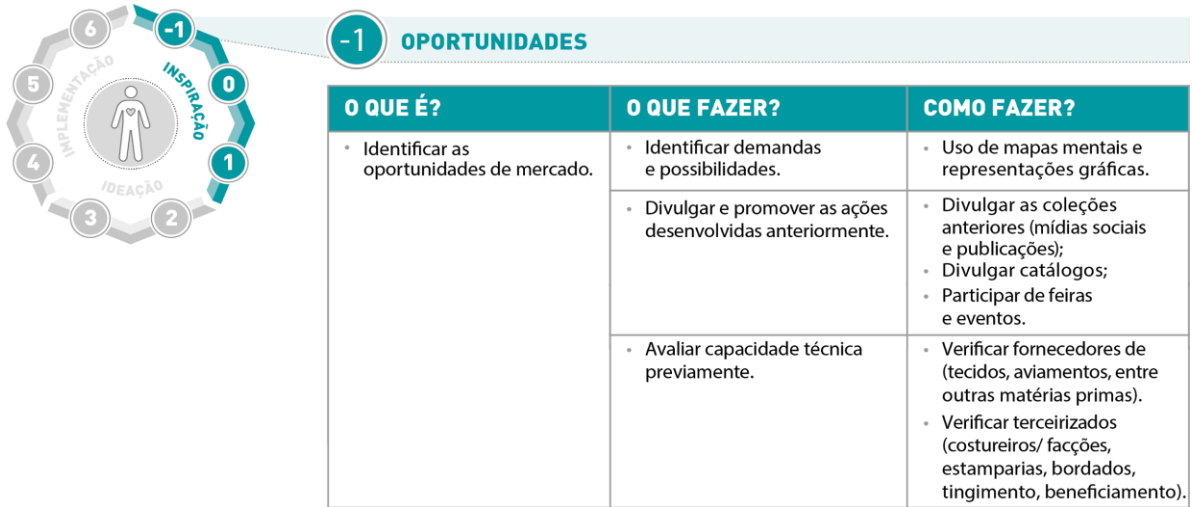 6
-1
5
0
4
1
3
2
IMPLEMENTAÇÃO
INSPIRAÇÃO
IDEAÇÃO
-1 OPORTUNIDADES
O QUE É?
O QUE FAZER?
COMO FAZER?
• Identificar as
oportunidades de mercado.
• Identificar demandas
e possibilidades.
• Uso de mapas mentais e
representações gráficas.
• Divulgar e promover as ações
desenvolvidas anteriormente.
• Divulgar as coleções
anteriores (mídias sociais
e publicações);
• Divulgar catálogos;
• Participar de feiras
e eventos.
• Avaliar capacidade técnica
previamente.
• Verificar fornecedores de
(tecidos, aviamentos, entre
outras matérias primas).
• Verificar terceirizados
(costureiros/ facções,
estamparias, bordados,
tingimento, beneficiamento).